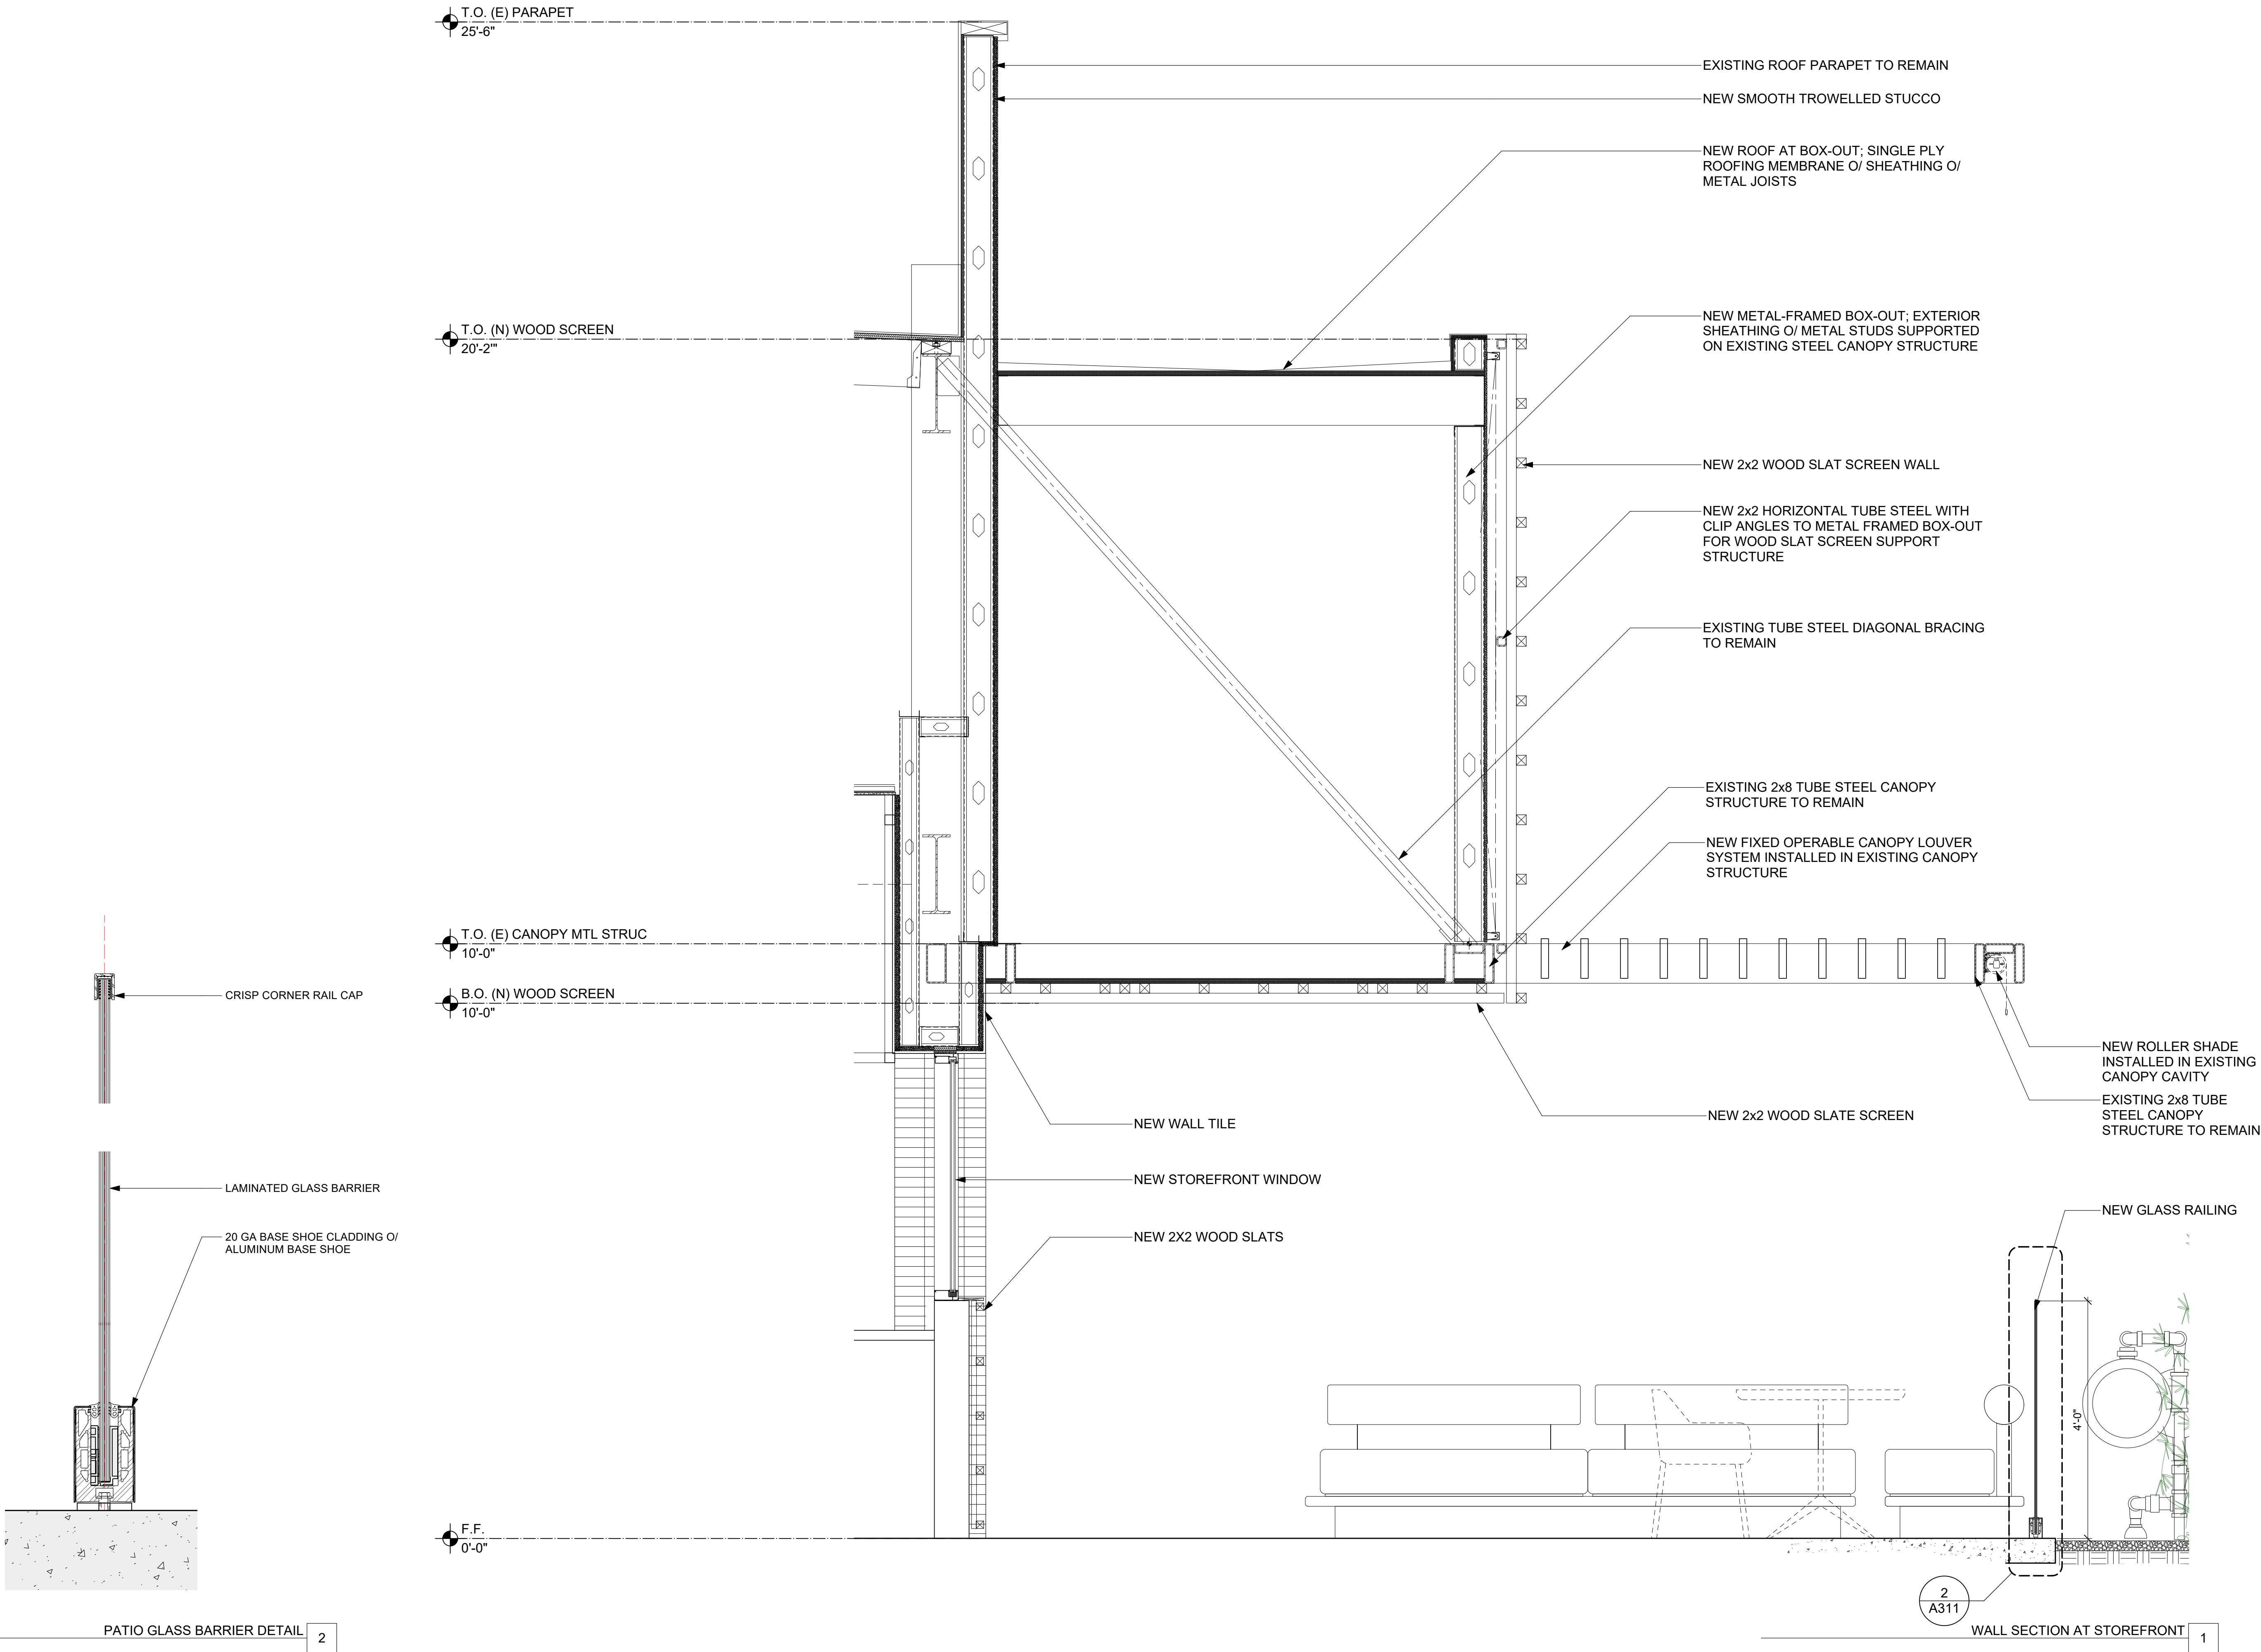 T.O. (E) PARAPET
25'-6"
EXISTING ROOF PARAPET TO REMAIN
NEW SMOOTH TROWELLED STUCCO
NEW ROOF AT BOX-OUT; SINGLE PLY
ROOFING MEMBRANE O/ SHEATHING O/
METAL JOISTS
T.O. (N) WOOD SCREEN
20'-2'"
NEW METAL-FRAMED BOX-OUT; EXTERIOR
SHEATHING O/ METAL STUDS SUPPORTED
ON EXISTING STEEL CANOPY STRUCTURE
NEW 2x2 WOOD SLAT SCREEN WALL
NEW 2x2 HORIZONTAL TUBE STEEL WITH
CLIP ANGLES TO METAL FRAMED BOX-OUT
FOR WOOD SLAT SCREEN SUPPORT
STRUCTURE
EXISTING TUBE STEEL DIAGONAL BRACING
TO REMAIN
EXISTING 2x8 TUBE STEEL CANOPY
STRUCTURE TO REMAIN
NEW FIXED OPERABLE CANOPY LOUVER
SYSTEM INSTALLED IN EXISTING CANOPY
STRUCTURE
T.O. (E) CANOPY MTL STRUC
10'-0"
B.O. (N) WOOD SCREEN
10'-0"
NEW ROLLER SHADE
INSTALLED IN EXISTING
CANOPY CAVITY
EXISTING 2x8 TUBE
STEEL CANOPY
STRUCTURE TO REMAIN
NEW 2x2 WOOD SLATE SCREEN
NEW WALL TILE
NEW STOREFRONT WINDOW
NEW 2X2 WOOD SLATS
NEW GLASS RAILING
4'-0"
F.F.
0'-0"
2
A311
WALL SECTION AT STOREFRONT
1
CRISP CORNER RAIL CAP
LAMINATED GLASS BARRIER
20 GA BASE SHOE CLADDING O/
ALUMINUM BASE SHOE
PATIO GLASS BARRIER DETAIL
2